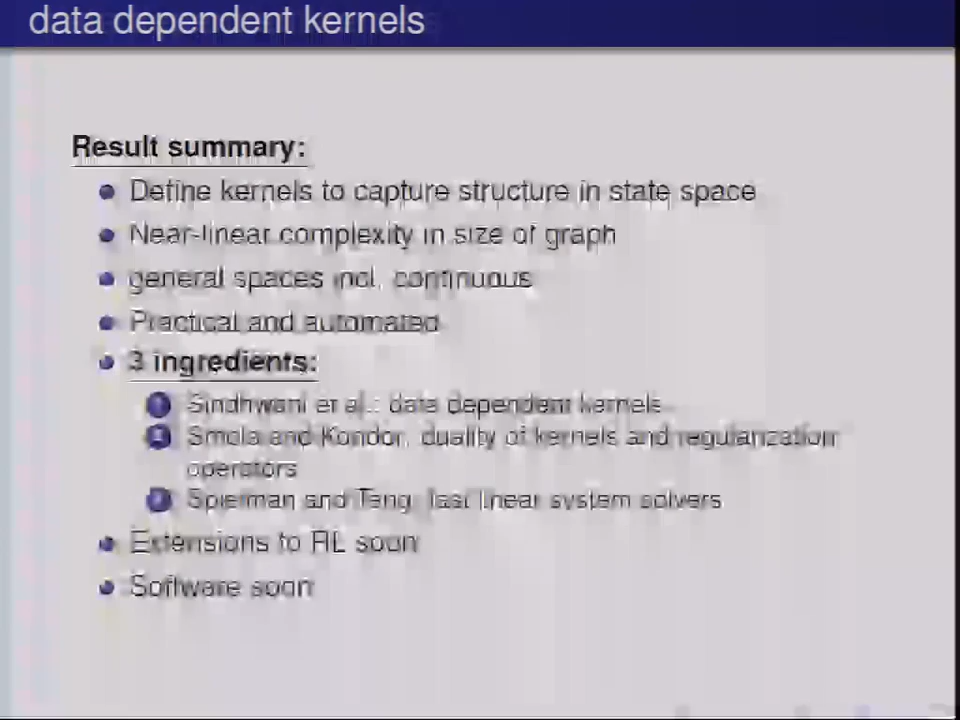 data dependent kernels
Result summary:
Define kernels to capture structure in state space
Near-linear complexity in size of graph
general spaces incl. continuous
Practical and automated
3 ingredients:
1 Sindhwani et al.: data dependent kernels
2 Smola and Kondor, duality of kernels and regularization
operators
3 Spielman and Teng, fast linear system solvers
Extensions to RL soon
Software soon